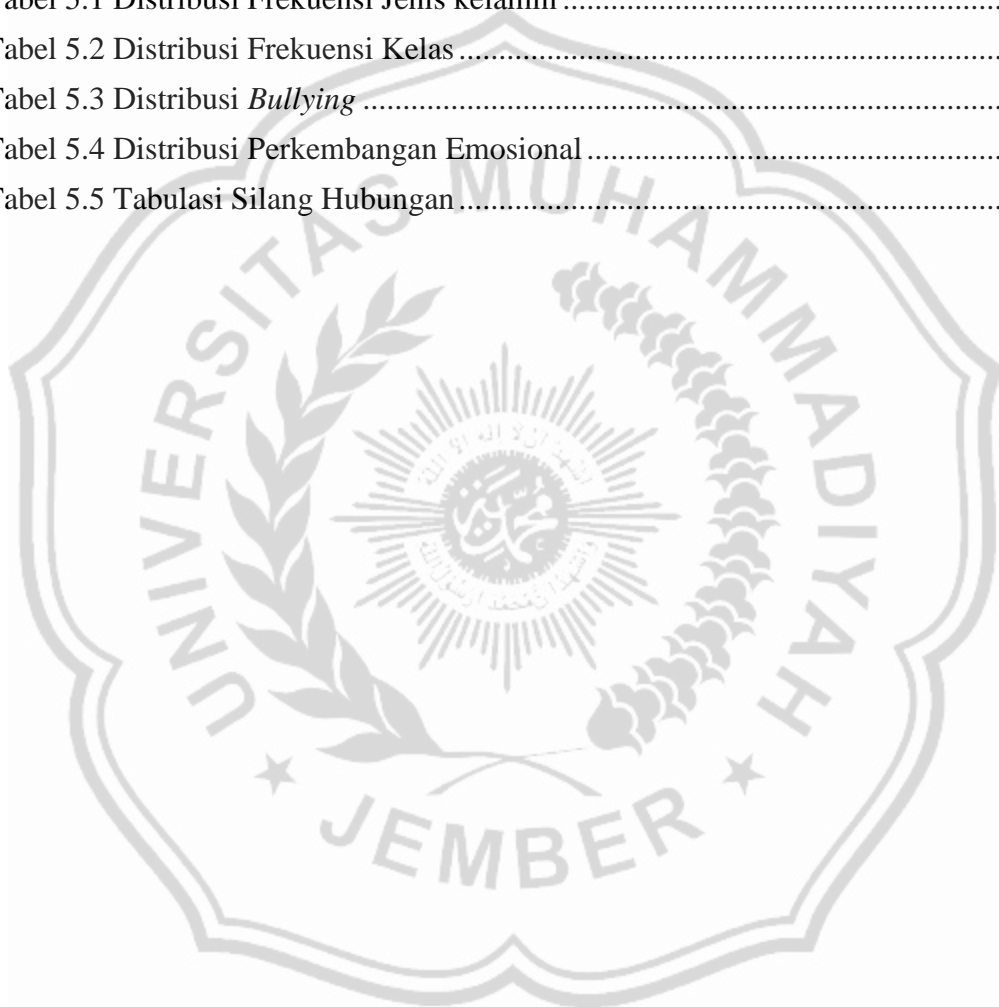 Tabel 5.1 Distribusi Frekuensi Jenis kelamin ......................................................
Tabel 5.2 Distribusi Frekuensi Kelas ...................................................................
Tabel 5.3 Distribusi Bullying ...............................................................................
Tabel 5.4 Distribusi Perkembangan Emosional ...................................................
Tabel 5.5 Tabulasi Silang Hubungan ...................................................................
UNIVERSITAS MUHAMMADIYAH
JEMBER